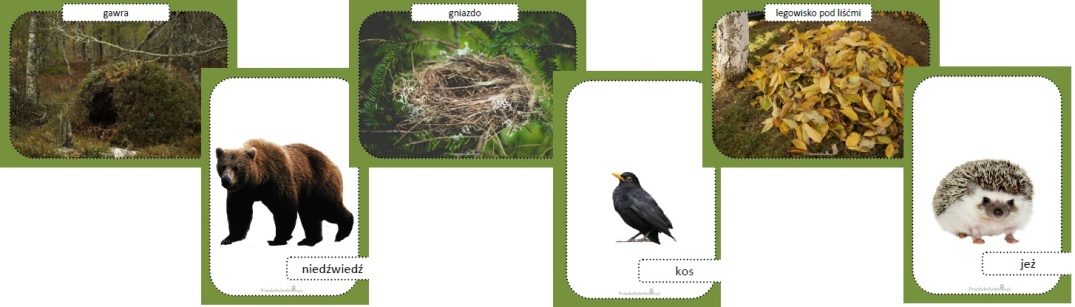 gawra
gniazdo
legowisko pod liśćmi
niedźwiedź
kos
jeż